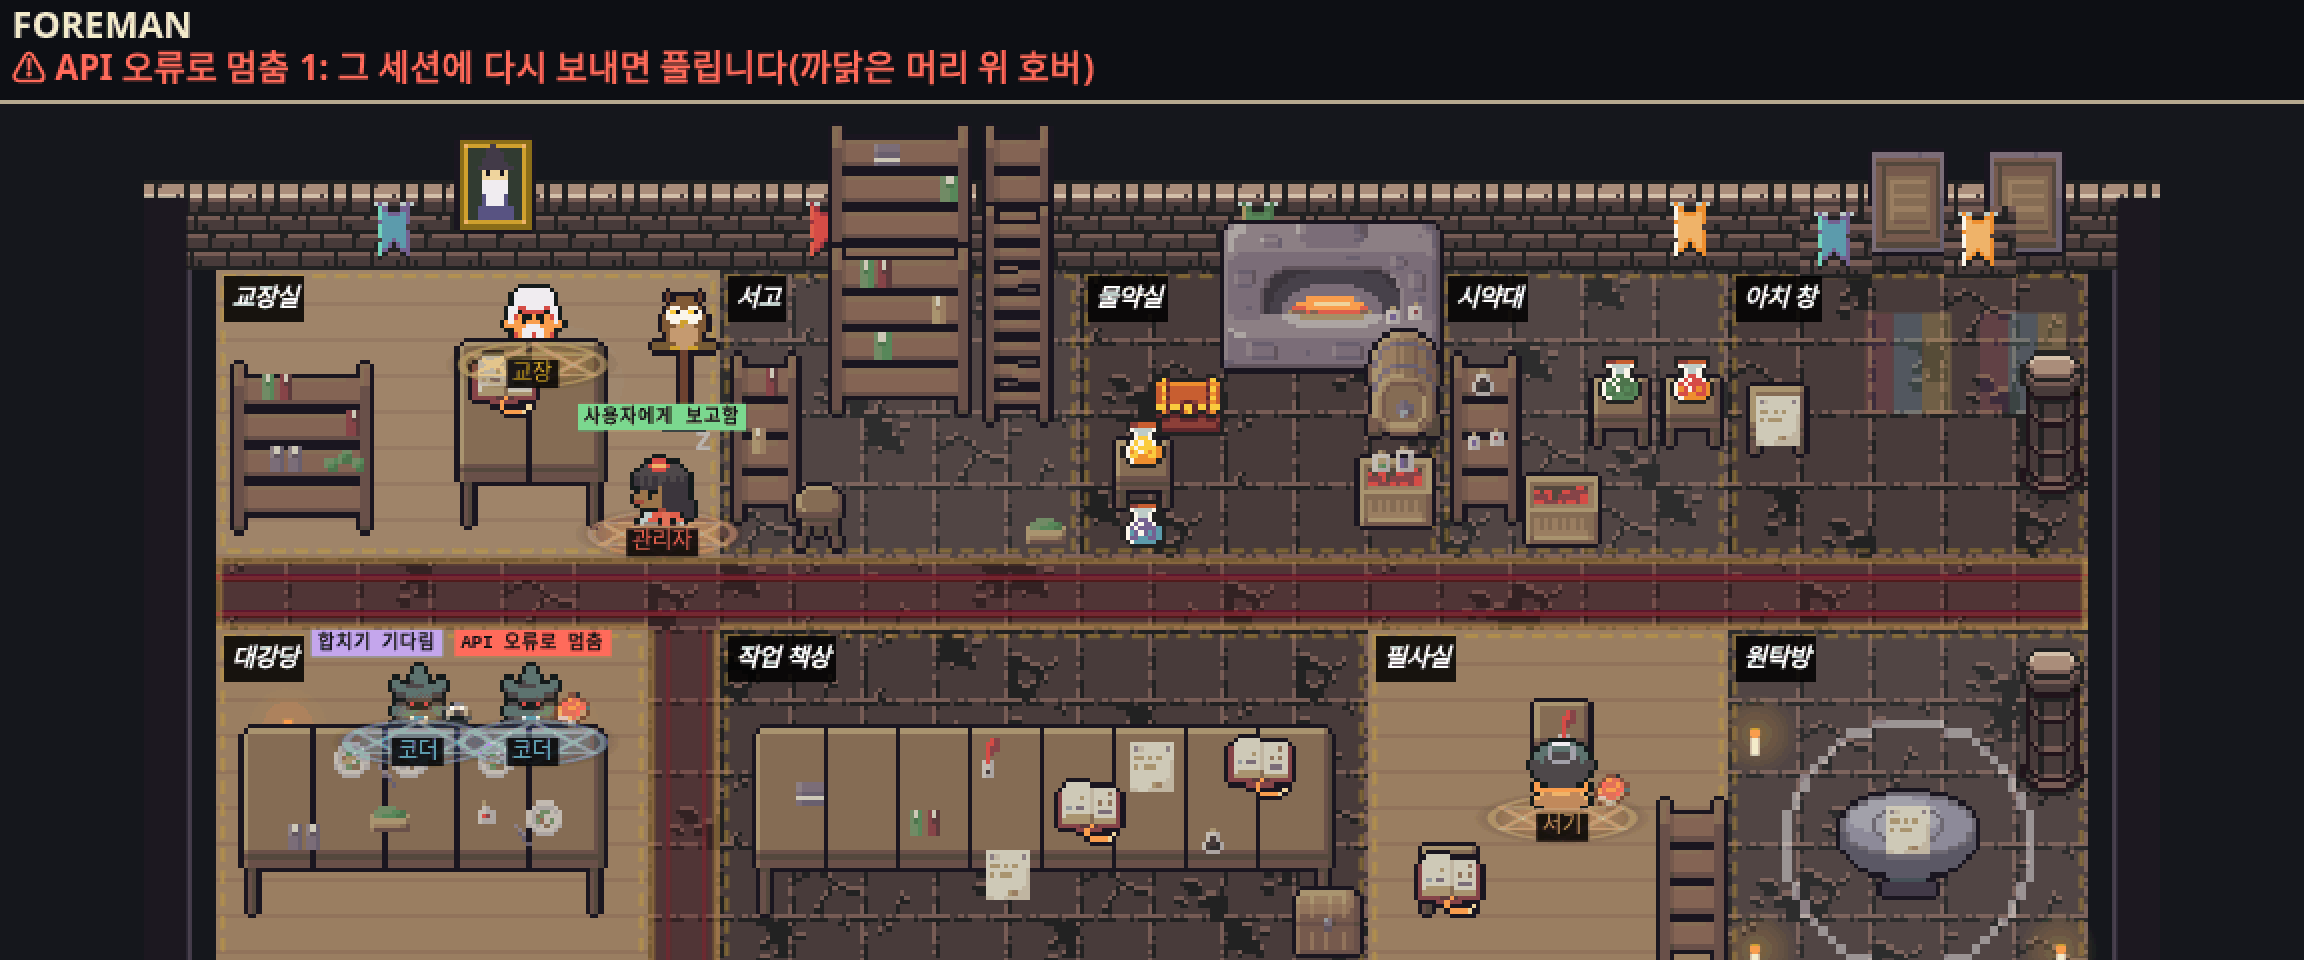 FOREMAN
⚠ API 오류로 멈춤 1: 그 세션에 다시 보내면 풀립니다(까닭은 머리 위 호버)
교장실
서고
물약실
시약대
아치 창
교장
사용자에게 보고함
Z
관리자
대강당
합치기 기다림
API 오류로 멈춤
작업 책상
필사실
원탁방
코더
코더
서기